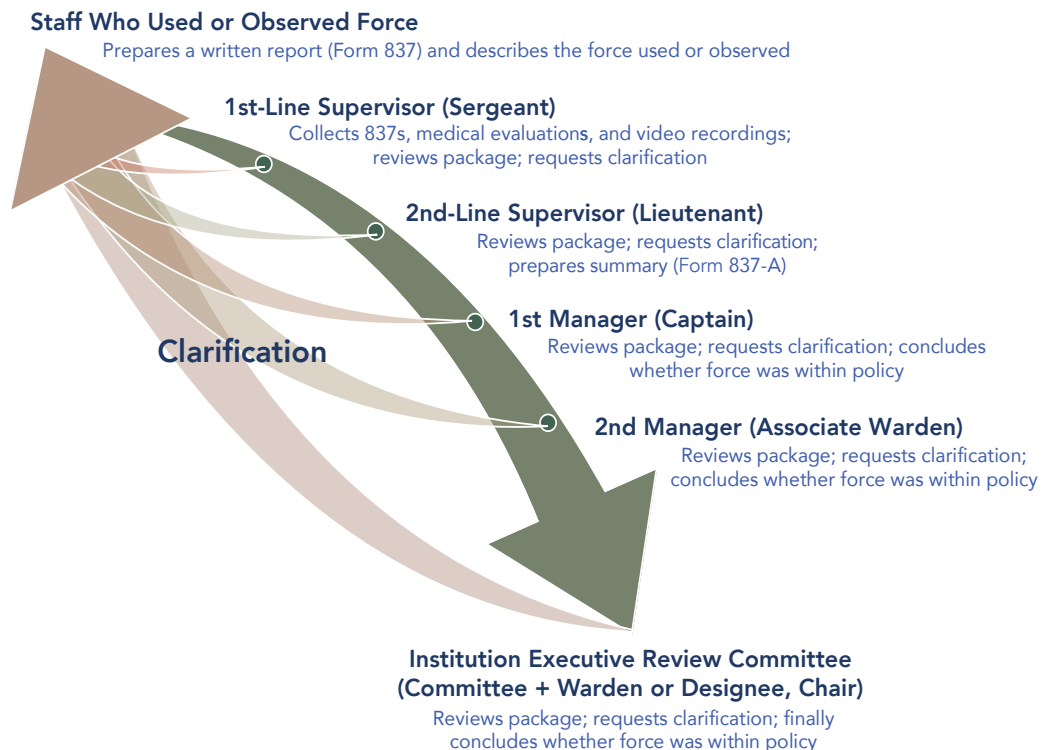 Staff Who Used or Observed Force
Prepares a written report (Form 837) and describes the force used or observed
1st-Line Supervisor (Sergeant)
Collects 837s, medical evaluations, and video recordings;
reviews package; requests clarification
2nd-Line Supervisor (Lieutenant)
Reviews package; requests clarification;
prepares summary (Form 837-A)
1st Manager (Captain)
Reviews package; requests clarification; concludes
whether force was within policy
Clarification
2nd Manager (Associate Warden)
Reviews package; requests clarification;
concludes whether force was within policy
Institution Executive Review Committee
(Committee + Warden or Designee, Chair)
Reviews package; requests clarification; finally
concludes whether force was within policy